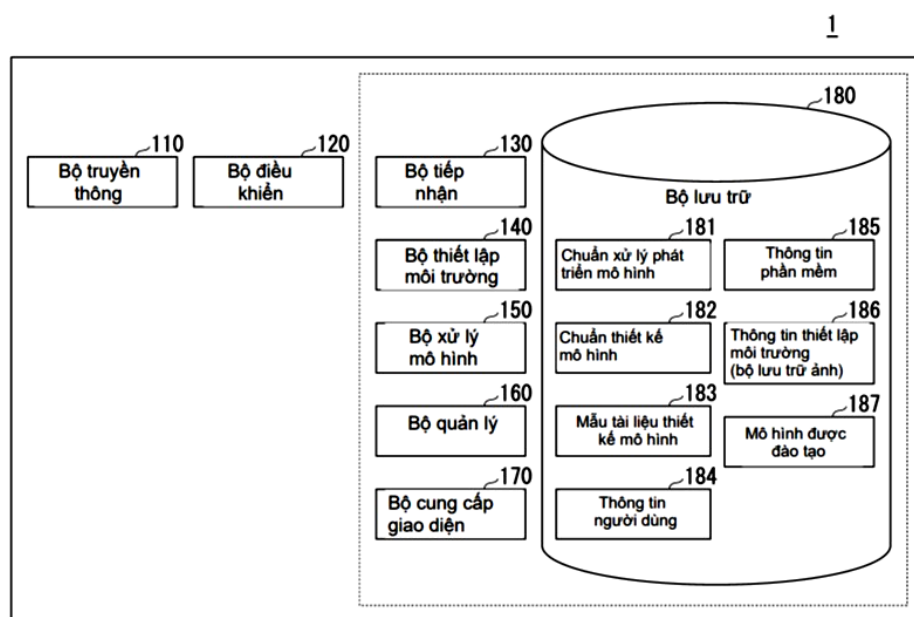 1
110
Bộ truyền
thông
120
Bộ điều
khiển
130
Bộ tiếp
nhận
140
Bộ thiết lập
môi trường
150
Bộ xử lý
mô hình
160
Bộ quản lý
170
Bộ cung cấp
giao diện
180
Bộ lưu trữ
181
Chuẩn xử lý phát
triển mô hình
182
Chuẩn thiết kế
mô hình
183
Mẫu tài liệu thiết
kế mô hình
184
Thông tin
người dùng
185
Thông tin
phần mềm
186
Thông tin thiết lập
môi trường
(bộ lưu trữ ảnh)
187
Mô hình được
đào tạo